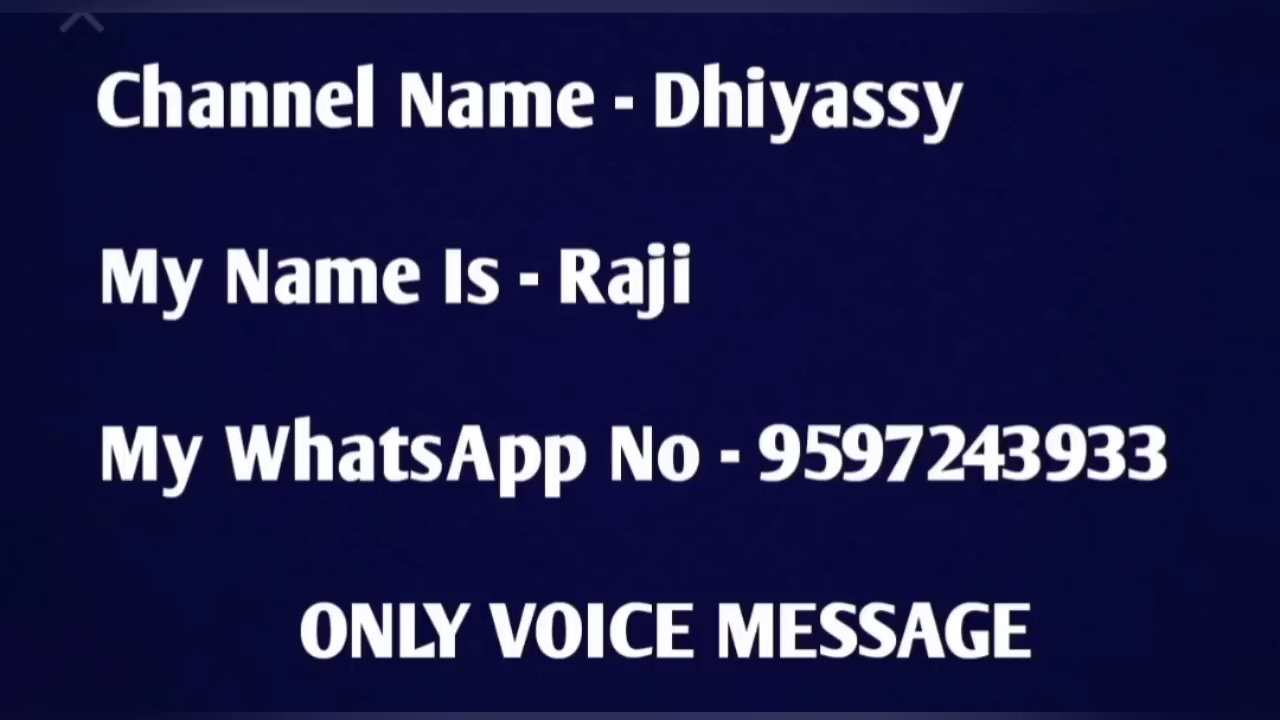 Channel Name - Dhiyassy
My Name Is - Raji
My WhatsApp No - 9597243933
ONLY VOICE MESSAGE